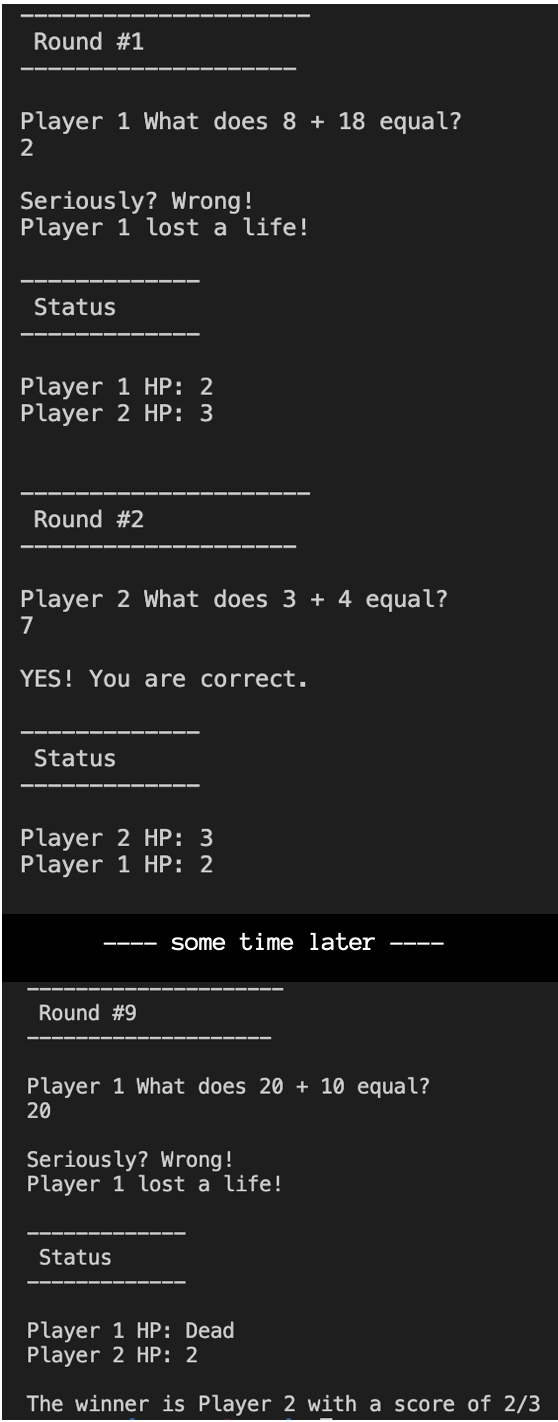 ---------------------
Round #1
--------------------
Player 1 What does 8 + 18 equal?
2
Seriously? Wrong!
Player 1 lost a life!
-------------
Status
-------------
Player 1 HP: 2
Player 2 HP: 3
---------------------
Round #2
--------------------
Player 2 What does 3 + 4 equal?
7
YES! You are correct.
-------------
Status
-------------
Player 2 HP: 3
Player 1 HP: 2
---- some time later ----
---------------------
Round #9
--------------------
Player 1 What does 20 + 10 equal?
20
Seriously? Wrong!
Player 1 lost a life!
-------------
Status
-------------
Player 1 HP: Dead
Player 2 HP: 2
The winner is Player 2 with a score of 2/3